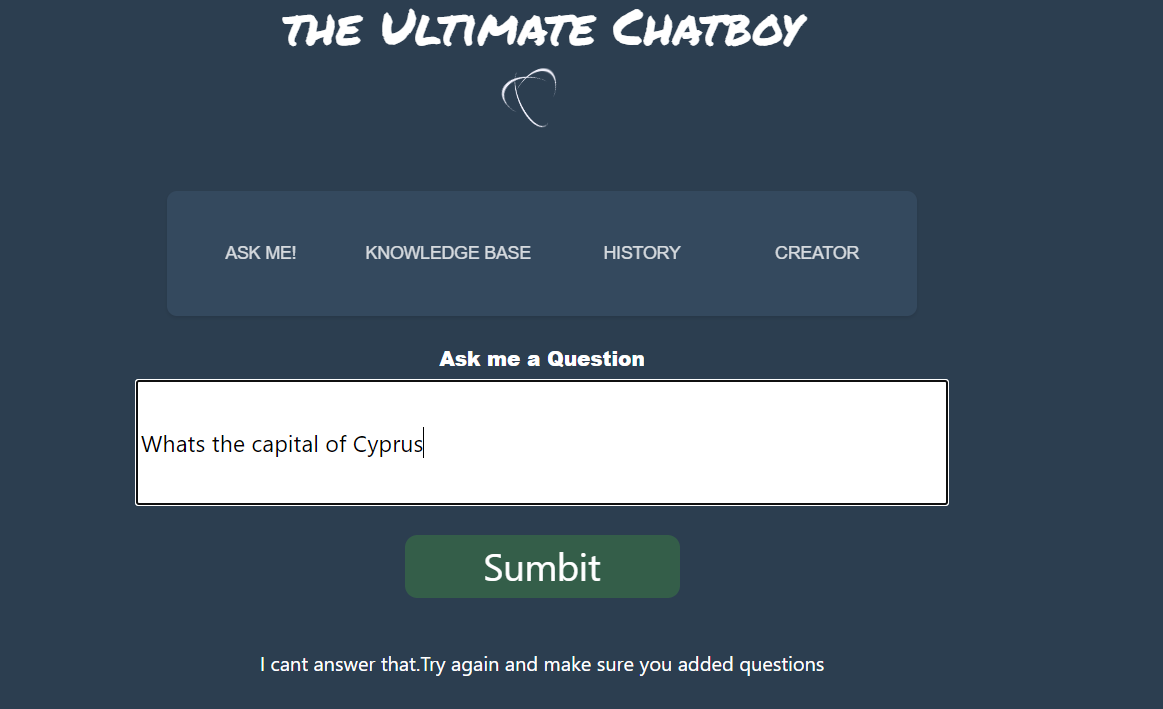 the Ultimate Chatboy
ASK ME! KNOWLEDGE BASE HISTORY CREATOR
Ask me a Question
Whats the capital of Cyprus
Sumbit
I cant answer that.Try again and make sure you added questions